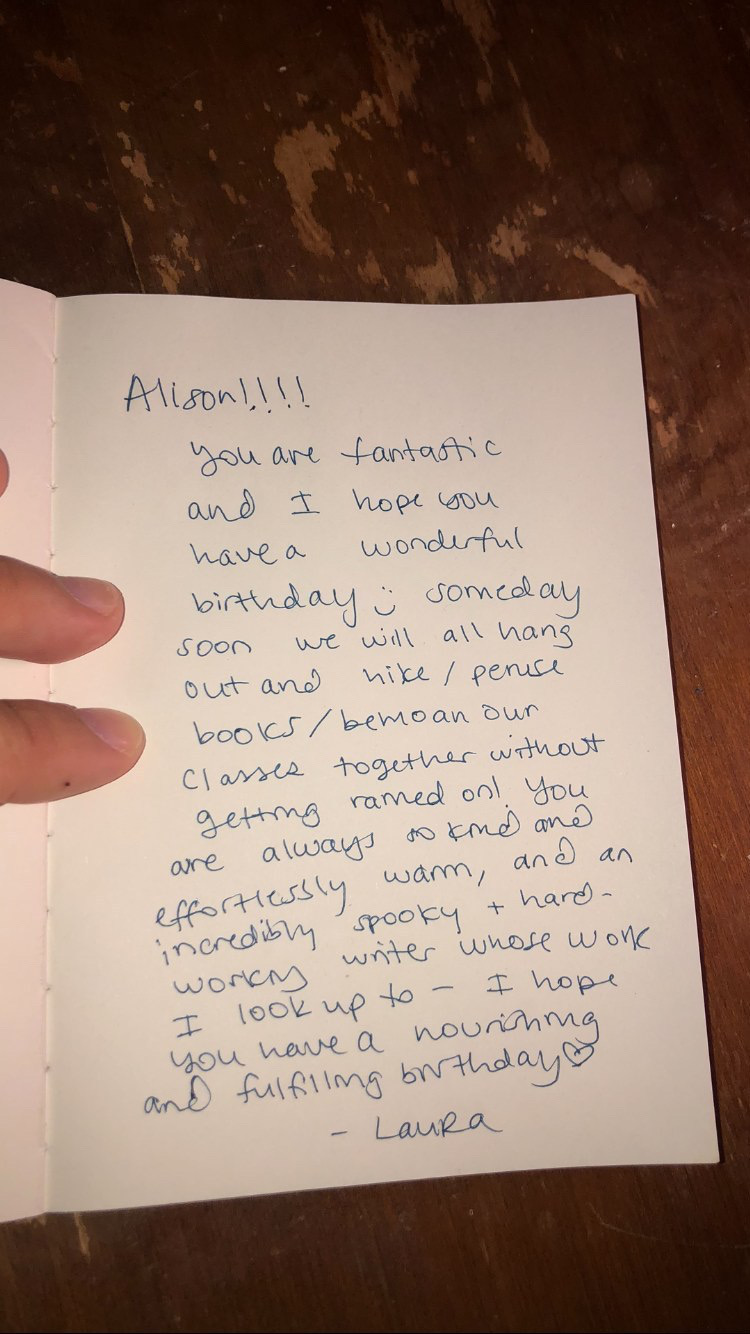 Alison!!!!
you are fantastic
and I hope you
have a wonderful
birthday :) someday
soon we will all hang
out and hike / peruse
books / bemoan our
classes together without
getting rained on! you
are always so kind and
effortlessly warm, and an
incredibly spooky + hard-
working writer whose work
I look up to – I hope
you have a nourishing
and fulfilling birthday ♡
- Laura